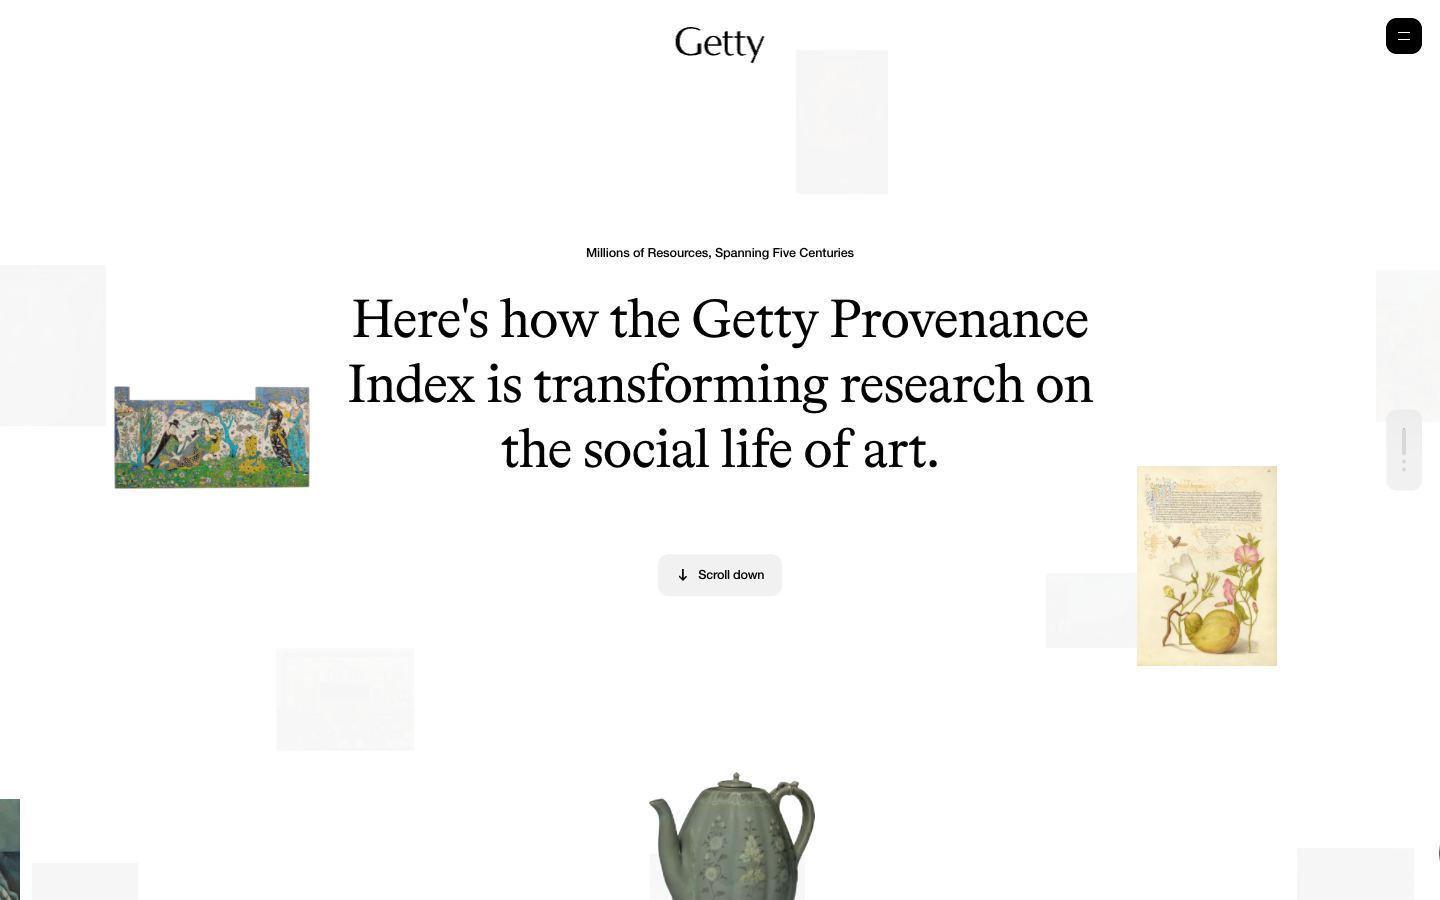 Getty
Millions of Resources, Spanning Five Centuries
Here's how the Getty Provenance
Index is transforming research on
the social life of art.
Scroll down